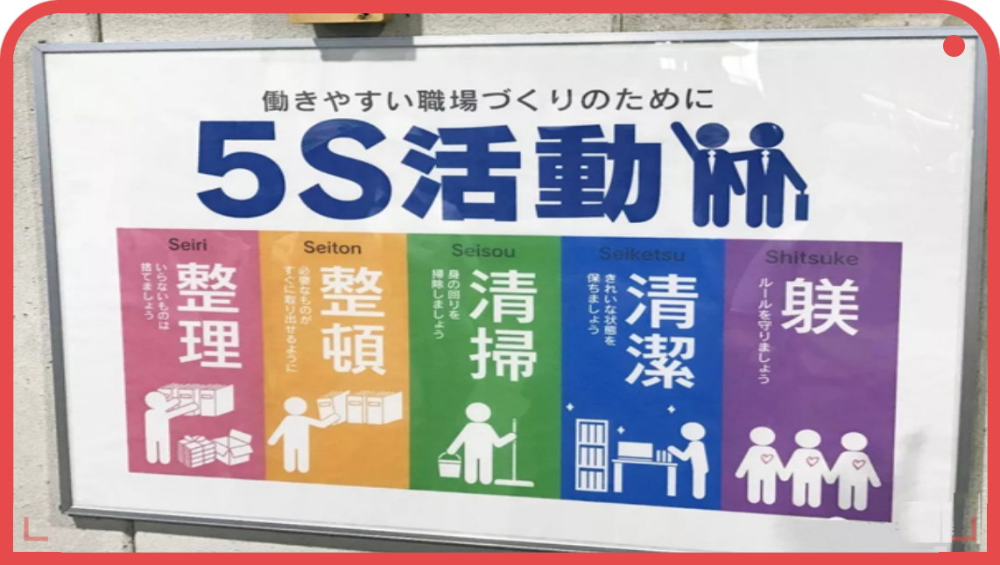 働きやすい職場づくりのために
5S活動
Seiri
整理
いらないものは
捨てましょう
Seiton
整頓
必要なものが
すぐに取り出せるように
Seisou
清掃
身の回りを
掃除しましょう
Seiketsu
清潔
きれいな状態を
保ちましょう
Shitsuke
躾
ルールを守りましょう